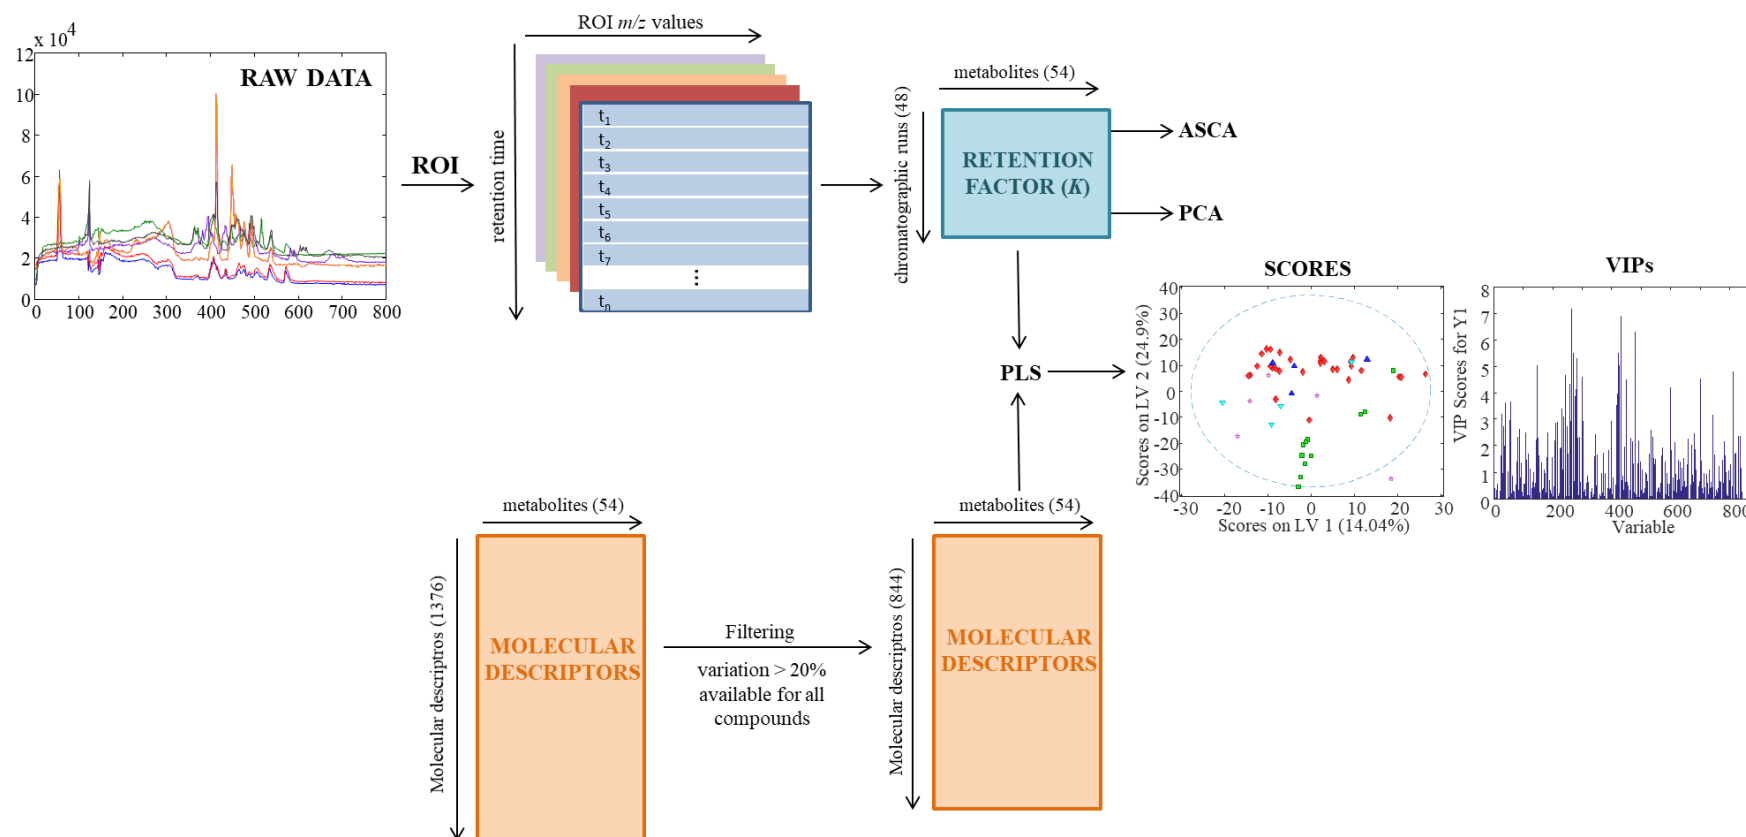 x 10⁴
RAW DATA
12
10
8
6
4
2
0
0 100 200 300 400 500 600 700 800
ROI
ROI m/z values
retention time
t₁
t₂
t₃
t₄
t₅
t₆
t₇
⋮
tₙ
metabolites (54)
chromatographic runs (48)
RETENTION
FACTOR (K)
ASCA
PCA
PLS
SCORES
Scores on LV 2 (24.9%)
40
30
20
10
0
-10
-20
-30
-40
-30 -20 -10 0 10 20 30
Scores on LV 1 (14.04%)
VIPs
VIP Scores for Y1
8
7
6
5
4
3
2
1
0
0 200 400 600 800
Variable
metabolites (54)
Molecular descriptros (1376)
MOLECULAR
DESCRIPTORS
Filtering
variation > 20%
available for all
compounds
metabolites (54)
Molecular descriptros (844)
MOLECULAR
DESCRIPTORS